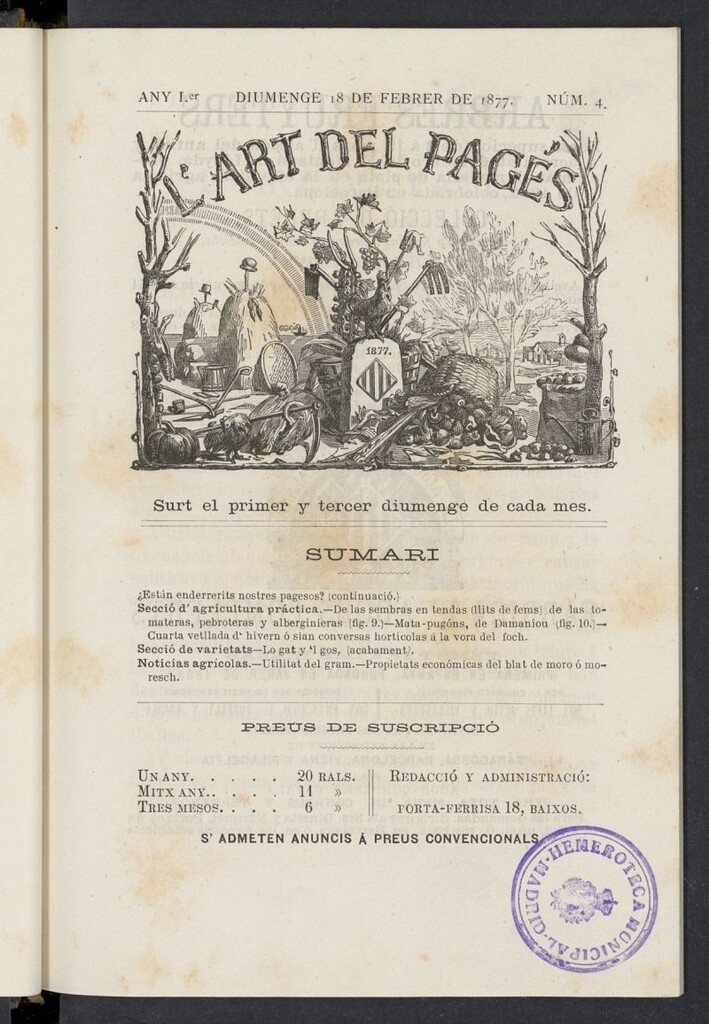 ANY I.er DIUMENGE 18 DE FEBRER DE 1877. NÚM. 4.
L'ART DEL PAGÉS
1877.
Surt el primer y tercer diumenge de cada mes.
SUMARI
¿Están enderrerits nostres pagesos? (continuació.)
Secció d' agricultura práctica.—De las sembras en tendas (llits de fems) de las to-
materas, pebroteras y alberginieras (fig. 9.)—Mata-pugóns, de Damaniou (fig. 10.)—
Cuarta vetllada d' hivern ó sian conversas hortícolas á la vora del foch.
Secció de varietats—Lo gat y 'l gos, (acabament).
Noticias agrícolas.—Utilitat del gram.—Propietats económicas del blat de moro ó mo-
resch.
PREUS DE SUSCRIPCIÓ
UN ANY. . . . . . 20 RALS.
MITX ANY. . . . . 11 »
TRES MESOS. . . . 6 »
REDACCIÓ Y ADMINISTRACIÓ:
PORTA-FERRISA 18, BAIXOS.
S' ADMETEN ANUNCIS Á PREUS CONVENCIONALS.
HEMEROTECA MUNICIPAL-MADRID-